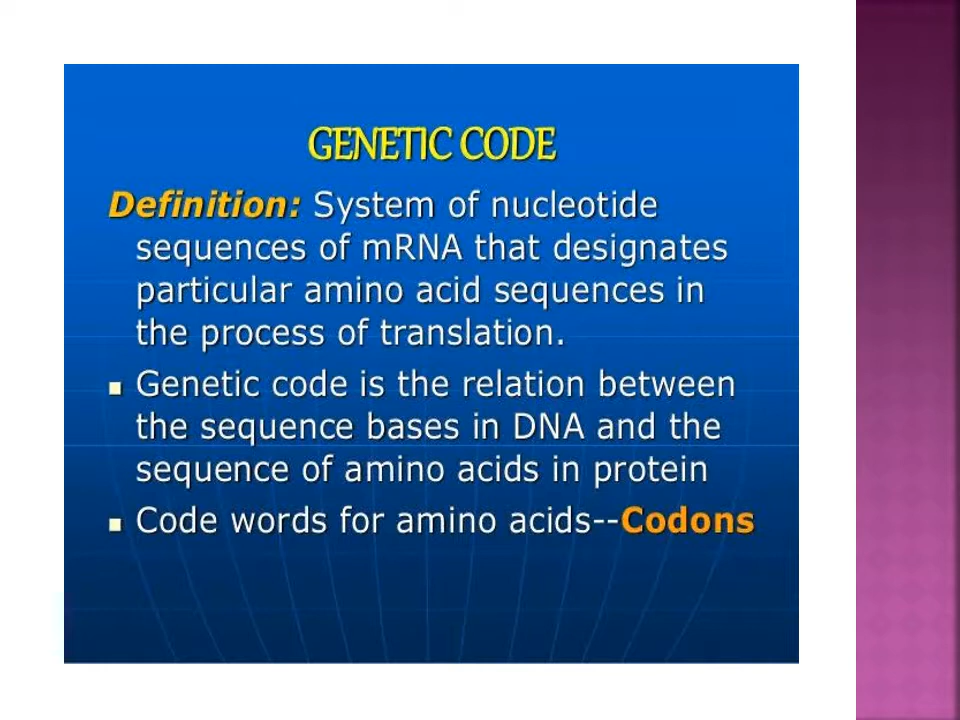 GENETIC CODE
Definition: System of nucleotide
sequences of mRNA that designates
particular amino acid sequences in
the process of translation.
Genetic code is the relation between
the sequence bases in DNA and the
sequence of amino acids in protein
Code words for amino acids--Codons